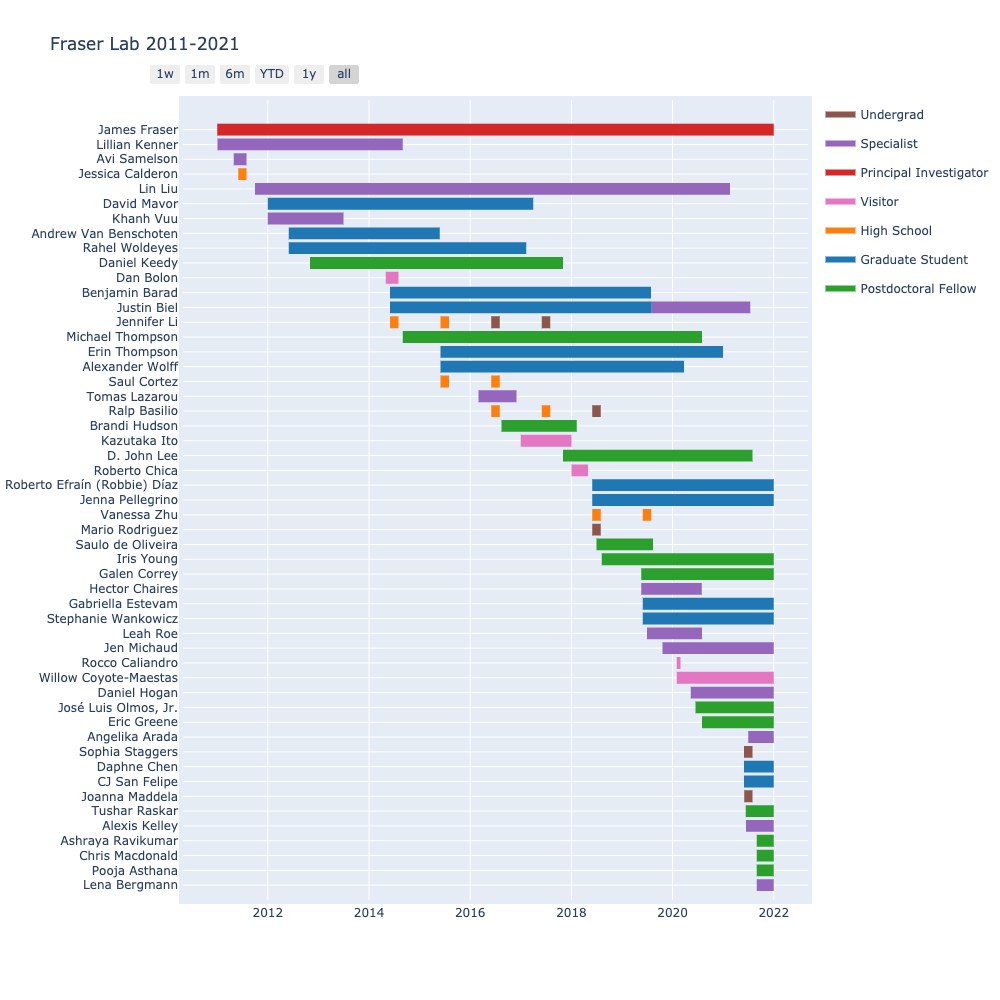 Fraser Lab 2011-2021
1w 1m 6m YTD 1y all
James Fraser
Lillian Kenner
Avi Samelson
Jessica Calderon
Lin Liu
David Mavor
Khanh Vuu
Andrew Van Benschoten
Rahel Woldeyes
Daniel Keedy
Dan Bolon
Benjamin Barad
Justin Biel
Jennifer Li
Michael Thompson
Erin Thompson
Alexander Wolff
Saul Cortez
Tomas Lazarou
Ralp Basilio
Brandi Hudson
Kazutaka Ito
D. John Lee
Roberto Chica
Roberto Efraín (Robbie) Díaz
Jenna Pellegrino
Vanessa Zhu
Mario Rodriguez
Saulo de Oliveira
Iris Young
Galen Correy
Hector Chaires
Gabriella Estevam
Stephanie Wankowicz
Leah Roe
Jen Michaud
Rocco Caliandro
Willow Coyote-Maestas
Daniel Hogan
José Luis Olmos, Jr.
Eric Greene
Angelika Arada
Sophia Staggers
Daphne Chen
CJ San Felipe
Joanna Maddela
Tushar Raskar
Alexis Kelley
Ashraya Ravikumar
Chris Macdonald
Pooja Asthana
Lena Bergmann
2012 2014 2016 2018 2020 2022
Undergrad
Specialist
Principal Investigator
Visitor
High School
Graduate Student
Postdoctoral Fellow